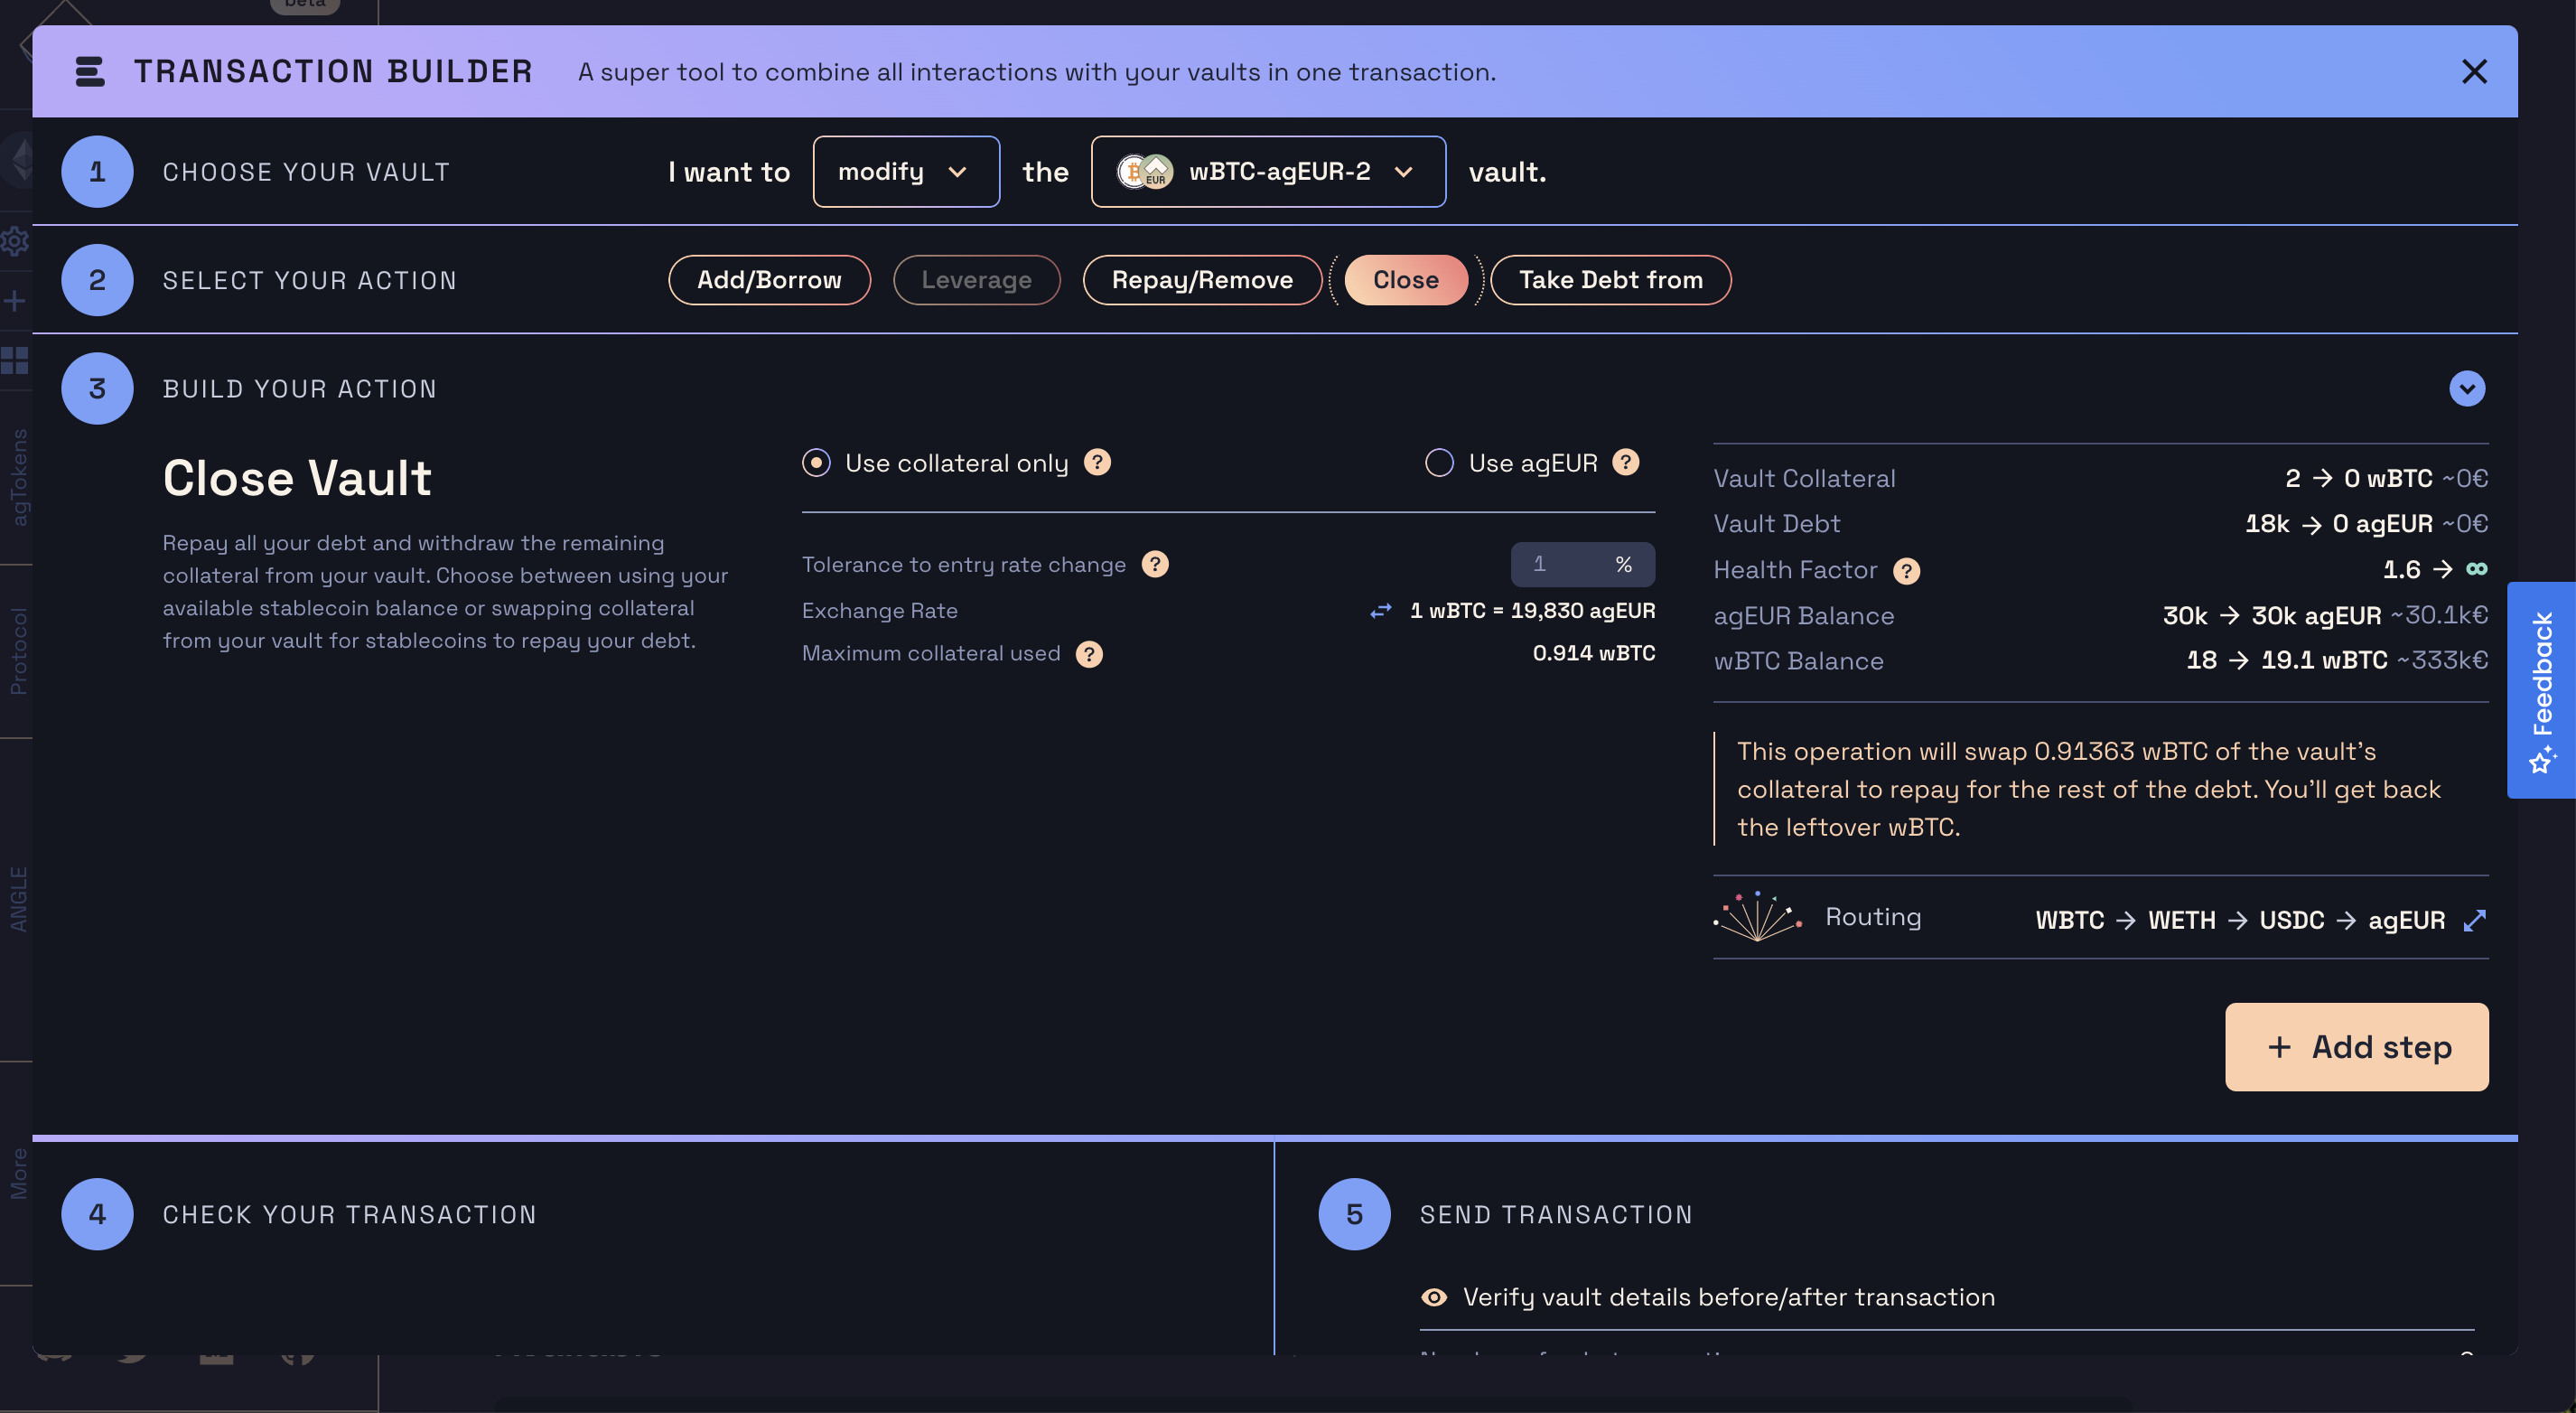 beta
TRANSACTION BUILDER A super tool to combine all interactions with your vaults in one transaction.
1 CHOOSE YOUR VAULT I want to modify the wBTC-agEUR-2 vault.
2 SELECT YOUR ACTION Add/Borrow Leverage Repay/Remove Close Take Debt from
3 BUILD YOUR ACTION
Close Vault
Repay all your debt and withdraw the remaining
collateral from your vault. Choose between using your
available stablecoin balance or swapping collateral
from your vault for stablecoins to repay your debt.
Use collateral only ? Use agEUR ?
Tolerance to entry rate change ? 1 %
Exchange Rate 1 wBTC = 19,830 agEUR
Maximum collateral used ? 0.914 wBTC
Vault Collateral 2 → 0 wBTC ~0€
Vault Debt 18k → 0 agEUR ~0€
Health Factor ? 1.6 → ∞
agEUR Balance 30k → 30k agEUR ~30.1k€
wBTC Balance 18 → 19.1 wBTC ~333k€
This operation will swap 0.91363 wBTC of the vault's
collateral to repay for the rest of the debt. You'll get back
the leftover wBTC.
Routing WBTC → WETH → USDC → agEUR
+ Add step
4 CHECK YOUR TRANSACTION
5 SEND TRANSACTION
Verify vault details before/after transaction
agTokens
Protocol
ANGLE
More
Feedback